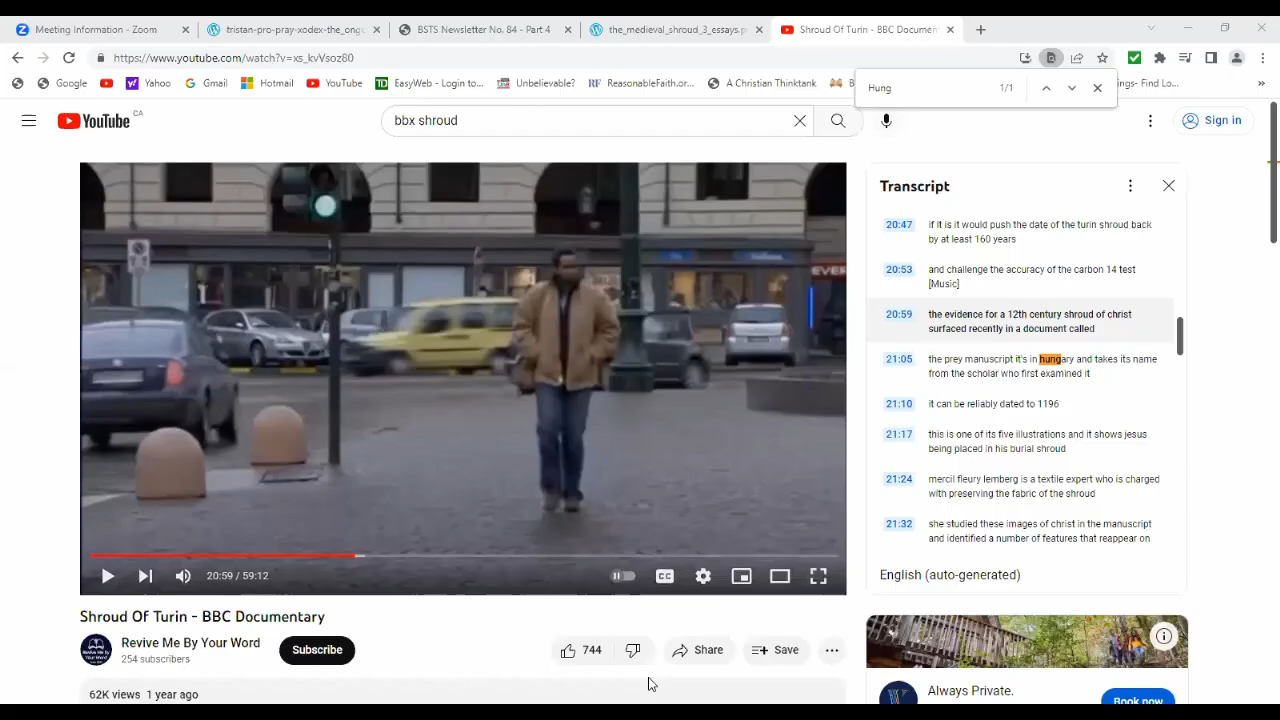 Meeting Information - Zoom
tristan-pro-pray-xodex-the_ong
BSTS Newsletter No. 84 - Part 4
the_medieval_shroud_3_essays.p
Shroud Of Turin - BBC Documen
https://www.youtube.com/watch?v=xs_kvVsoz80
Google
Yahoo
Gmail
Hotmail
YouTube
EasyWeb - Login to...
Unbelievable?
ReasonableFaith.or...
A Christian Thinktank
ings- Find Lo...
Hung
1/1
YouTube CA
bbx shroud
Sign in
EVER
Transcript
20:47 if it is it would push the date of the turin shroud back
by at least 160 years
20:53 and challenge the accuracy of the carbon 14 test
[Music]
20:59 the evidence for a 12th century shroud of christ
surfaced recently in a document called
21:05 the prey manuscript it's in hungary and takes its name
from the scholar who first examined it
21:10 it can be reliably dated to 1196
21:17 this is one of its five illustrations and it shows jesus
being placed in his burial shroud
21:24 mercil fleury lemberg is a textile expert who is charged
with preserving the fabric of the shroud
21:32 she studied these images of christ in the manuscript
and identified a number of features that reappear on
English (auto-generated)
20:59 / 59:12
CC
Shroud Of Turin - BBC Documentary
Revive Me By Your Word
254 subscribers
Subscribe
744
Share
Save
62K views 1 year ago
Always Private.
Book now